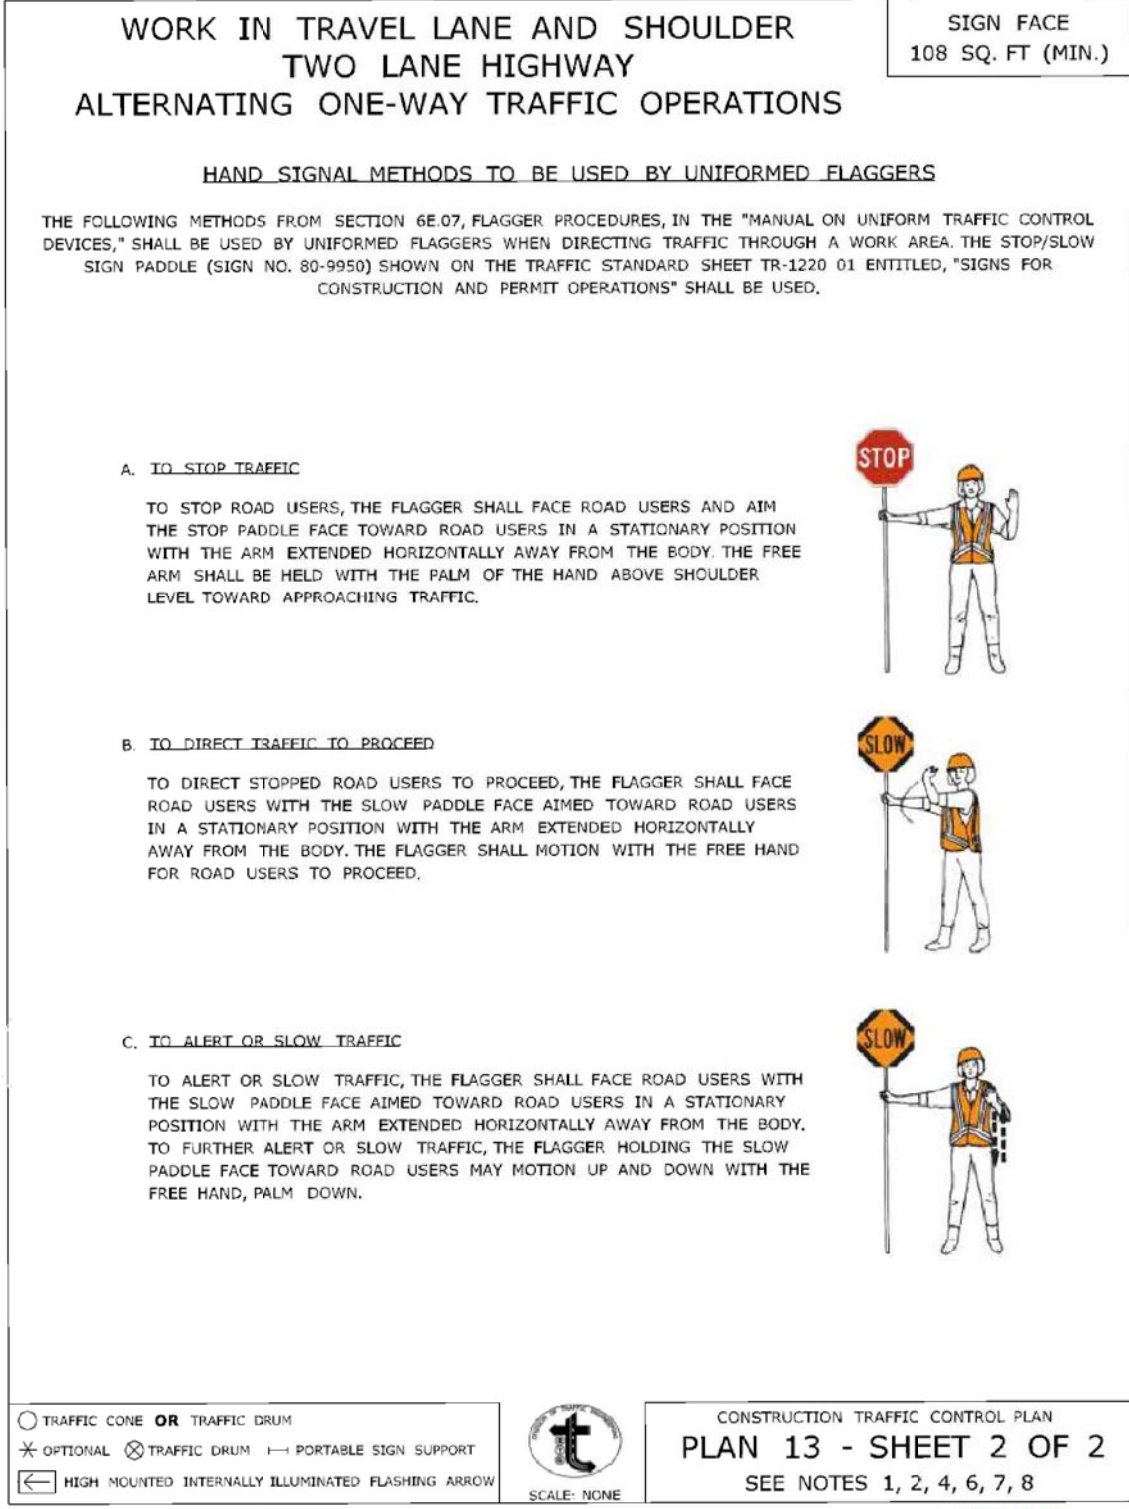 WORK IN TRAVEL LANE AND SHOULDER
TWO LANE HIGHWAY
ALTERNATING ONE-WAY TRAFFIC OPERATIONS
SIGN FACE
108 SQ. FT (MIN.)
HAND SIGNAL METHODS TO BE USED BY UNIFORMED FLAGGERS
THE FOLLOWING METHODS FROM SECTION 6E.07, FLAGGER PROCEDURES, IN THE "MANUAL ON UNIFORM TRAFFIC CONTROL
DEVICES," SHALL BE USED BY UNIFORMED FLAGGERS WHEN DIRECTING TRAFFIC THROUGH A WORK AREA. THE STOP/SLOW
SIGN PADDLE (SIGN NO. 80-9950) SHOWN ON THE TRAFFIC STANDARD SHEET TR-1220 01 ENTITLED, "SIGNS FOR
CONSTRUCTION AND PERMIT OPERATIONS" SHALL BE USED.
A. TO STOP TRAFFIC
TO STOP ROAD USERS, THE FLAGGER SHALL FACE ROAD USERS AND AIM
THE STOP PADDLE FACE TOWARD ROAD USERS IN A STATIONARY POSITION
WITH THE ARM EXTENDED HORIZONTALLY AWAY FROM THE BODY. THE FREE
ARM SHALL BE HELD WITH THE PALM OF THE HAND ABOVE SHOULDER
LEVEL TOWARD APPROACHING TRAFFIC.
STOP
B. TO DIRECT TRAFFIC TO PROCEED
TO DIRECT STOPPED ROAD USERS TO PROCEED, THE FLAGGER SHALL FACE
ROAD USERS WITH THE SLOW PADDLE FACE AIMED TOWARD ROAD USERS
IN A STATIONARY POSITION WITH THE ARM EXTENDED HORIZONTALLY
AWAY FROM THE BODY. THE FLAGGER SHALL MOTION WITH THE FREE HAND
FOR ROAD USERS TO PROCEED.
SLOW
C. TO ALERT OR SLOW TRAFFIC
TO ALERT OR SLOW TRAFFIC, THE FLAGGER SHALL FACE ROAD USERS WITH
THE SLOW PADDLE FACE AIMED TOWARD ROAD USERS IN A STATIONARY
POSITION WITH THE ARM EXTENDED HORIZONTALLY AWAY FROM THE BODY.
TO FURTHER ALERT OR SLOW TRAFFIC, THE FLAGGER HOLDING THE SLOW
PADDLE FACE TOWARD ROAD USERS MAY MOTION UP AND DOWN WITH THE
FREE HAND, PALM DOWN.
SLOW
TRAFFIC CONE OR TRAFFIC DRUM
OPTIONAL TRAFFIC DRUM PORTABLE SIGN SUPPORT
HIGH MOUNTED INTERNALLY ILLUMINATED FLASHING ARROW
SCALE: NONE
CONSTRUCTION TRAFFIC CONTROL PLAN
PLAN 13 - SHEET 2 OF 2
SEE NOTES 1, 2, 4, 6, 7, 8